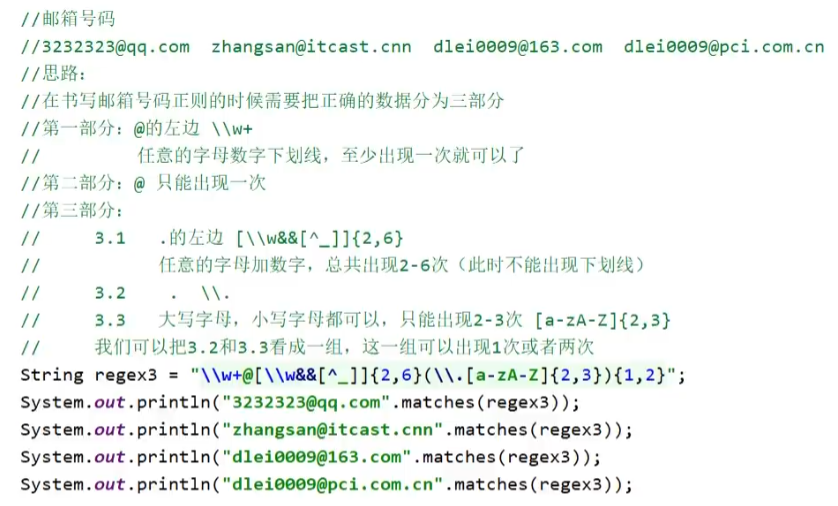 //邮箱号码
//3232323@qq.com  zhangsan@itcast.cnn  dlei0009@163.com  dlei0009@pci.com.cn
//思路：
//在书写邮箱号码正则的时候需要把正确的数据分为三部分
//第一部分：@的左边 \\w+
//        任意的字母数字下划线，至少出现一次就可以了
//第二部分：@ 只能出现一次
//第三部分：
//    3.1  .的左边 [\\w&&[^_]]{2,6}
//         任意的字母加数字，总共出现2-6次（此时不能出现下划线）
//    3.2   .  \\.
//    3.3  大写字母，小写字母都可以，只能出现2-3次 [a-zA-Z]{2,3}
//    我们可以把3.2和3.3看成一组，这一组可以出现1次或者两次
String regex3 = "\\w+@[\\w&&[^_]]{2,6}(\\.[a-zA-Z]{2,3}){1,2}";
System.out.println("3232323@qq.com".matches(regex3));
System.out.println("zhangsan@itcast.cnn".matches(regex3));
System.out.println("dlei0009@163.com".matches(regex3));
System.out.println("dlei0009@pci.com.cn".matches(regex3));